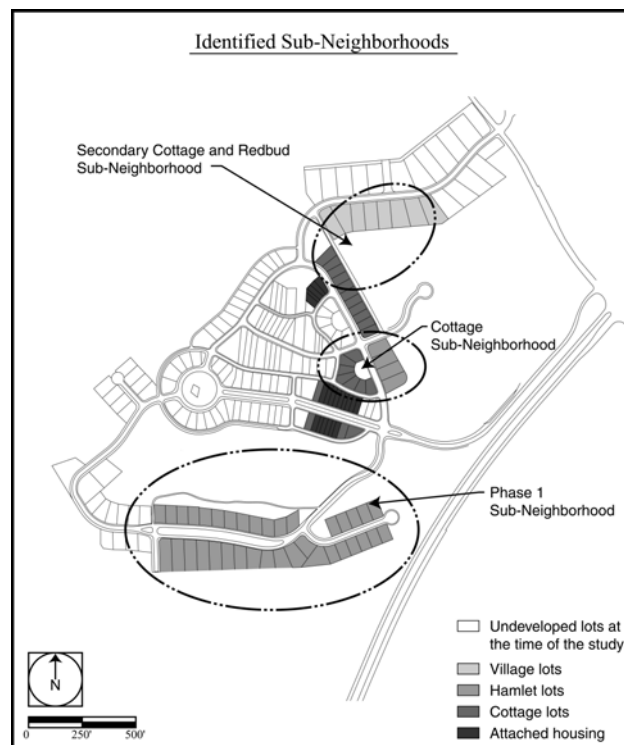 Identified Sub-Neighborhoods
Secondary Cottage and Redbud
Sub-Neighborhood
Cottage
Sub-Neighborhood
Phase 1
Sub-Neighborhood
Undeveloped lots at
the time of the study
Village lots
Hamlet lots
Cottage lots
Attached housing
N
0 250' 500'